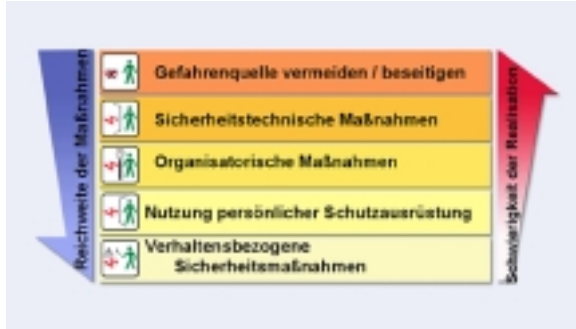 Reichweite der Maßnahmen
Gefahrenquelle vermeiden / beseitigen
Sicherheitstechnische Maßnahmen
Organisatorische Maßnahmen
Nutzung persönlicher Schutzausrüstung
Verhaltensbezogene
Sicherheitsmaßnahmen
Schwierigkeit der Realisation